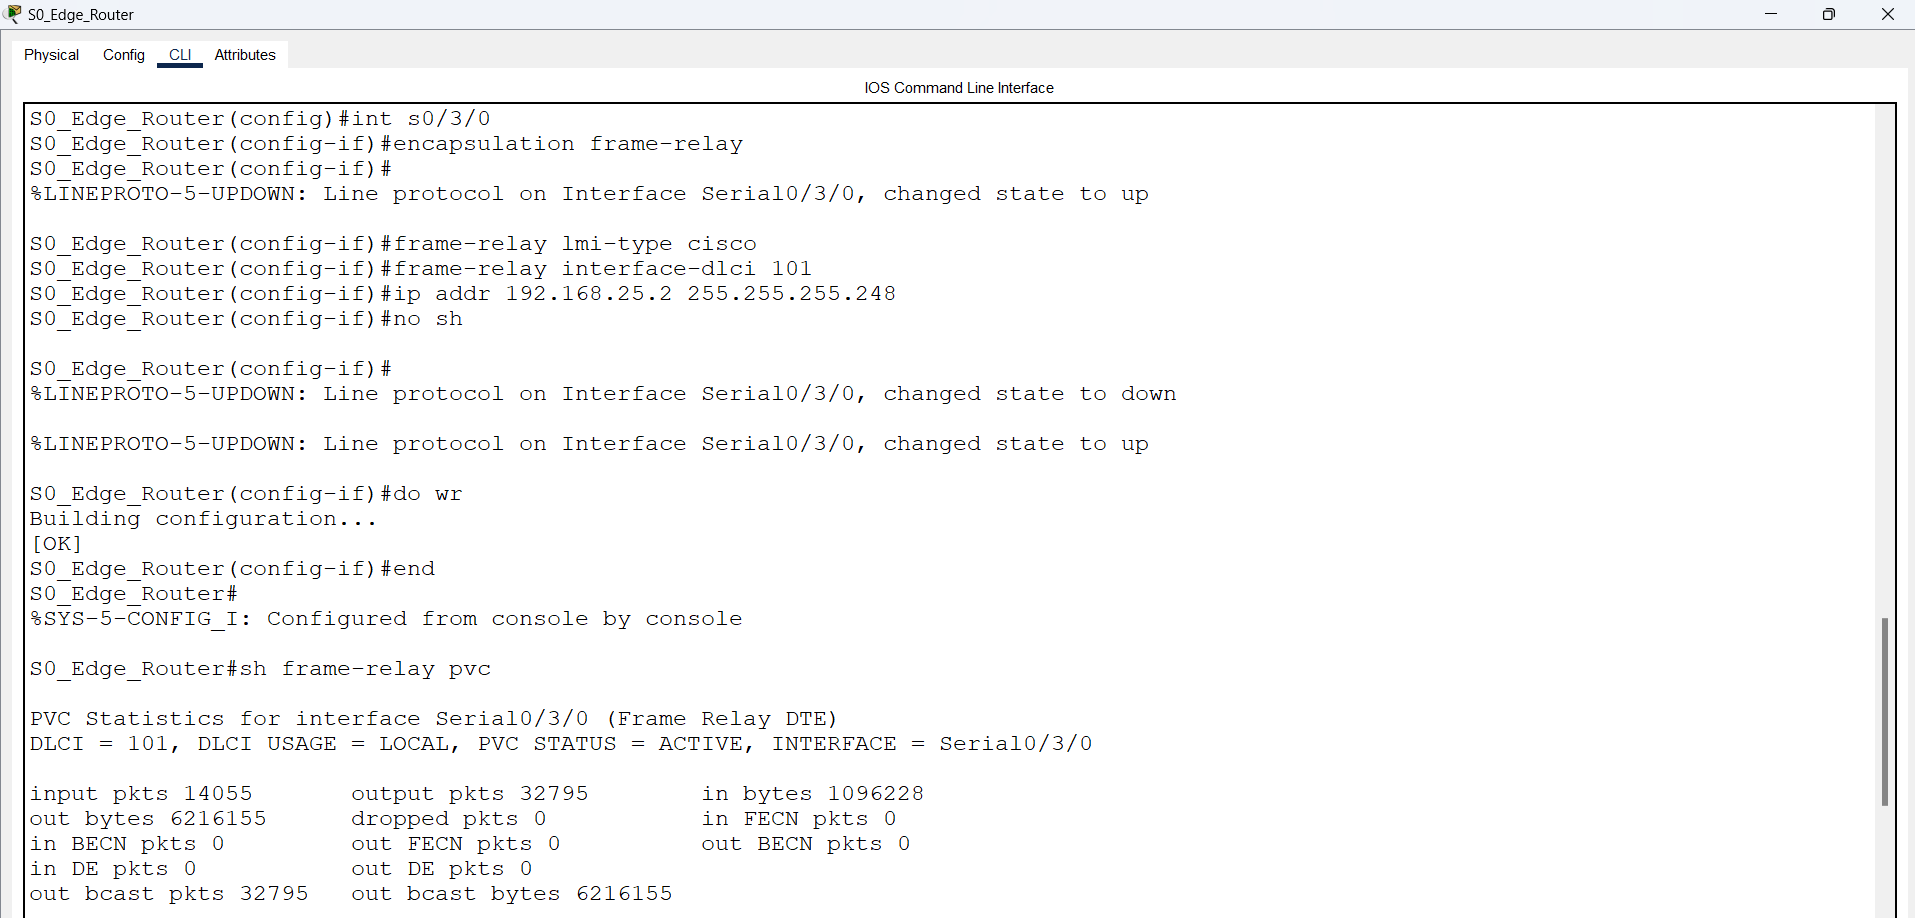 S0_Edge_Router
Physical Config CLI Attributes
IOS Command Line Interface
S0_Edge_Router(config)#int s0/3/0
S0_Edge_Router(config-if)#encapsulation frame-relay
S0_Edge_Router(config-if)#
%LINEPROTO-5-UPDOWN: Line protocol on Interface Serial0/3/0, changed state to up
S0_Edge_Router(config-if)#frame-relay lmi-type cisco
S0_Edge_Router(config-if)#frame-relay interface-dlci 101
S0_Edge_Router(config-if)#ip addr 192.168.25.2 255.255.255.248
S0_Edge_Router(config-if)#no sh
S0_Edge_Router(config-if)#
%LINEPROTO-5-UPDOWN: Line protocol on Interface Serial0/3/0, changed state to down
%LINEPROTO-5-UPDOWN: Line protocol on Interface Serial0/3/0, changed state to up
S0_Edge_Router(config-if)#do wr
Building configuration...
[OK]
S0_Edge_Router(config-if)#end
S0_Edge_Router#
%SYS-5-CONFIG_I: Configured from console by console
S0_Edge_Router#sh frame-relay pvc
PVC Statistics for interface Serial0/3/0 (Frame Relay DTE)
DLCI = 101, DLCI USAGE = LOCAL, PVC STATUS = ACTIVE, INTERFACE = Serial0/3/0
input pkts 14055 output pkts 32795 in bytes 1096228
out bytes 6216155 dropped pkts 0 in FECN pkts 0
in BECN pkts 0 out FECN pkts 0 out BECN pkts 0
in DE pkts 0 out DE pkts 0
out bcast pkts 32795 out bcast bytes 6216155